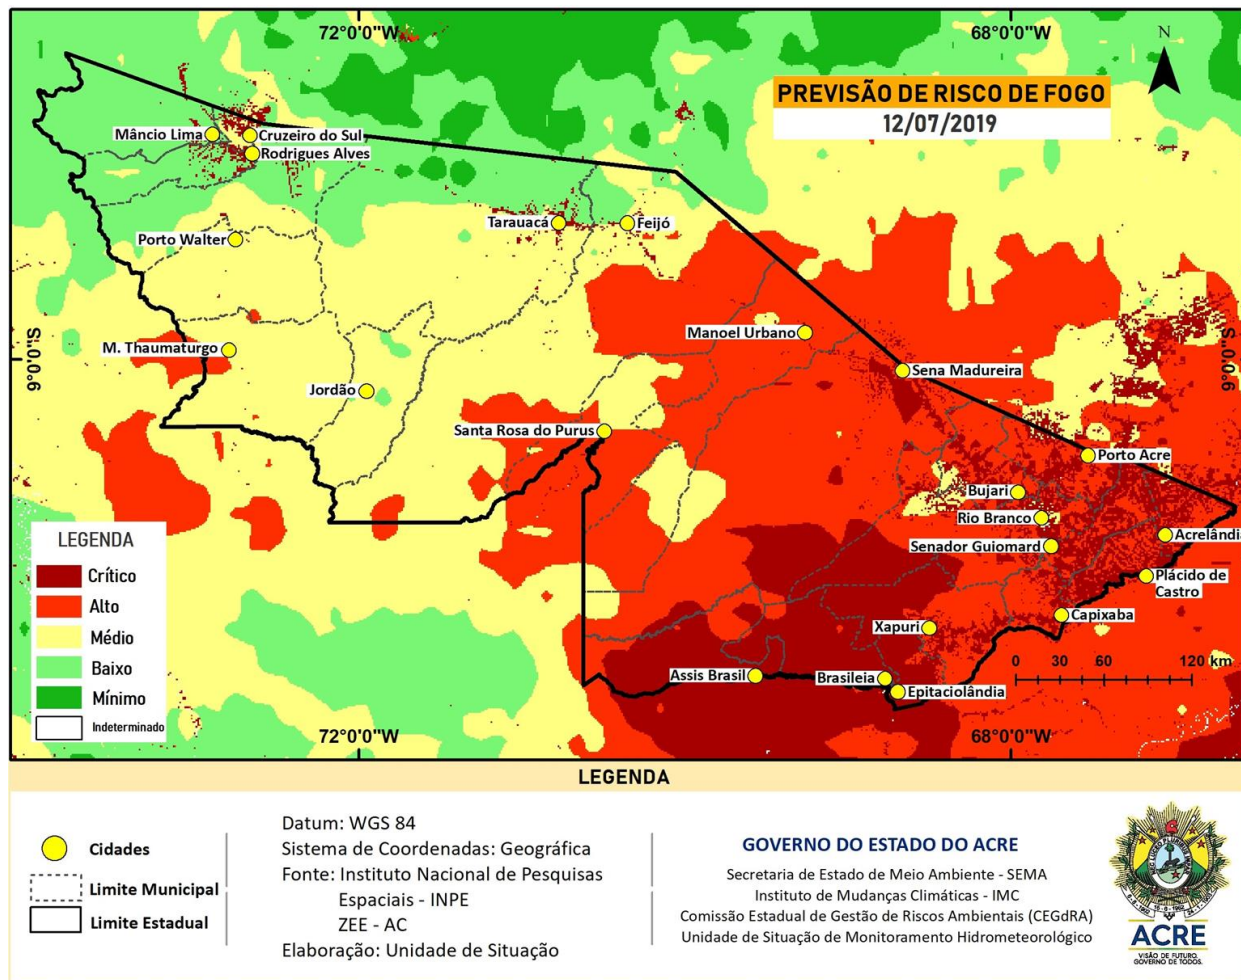 72°0'0"W
68°0'0"W
N
PREVISÃO DE RISCO DE FOGO
12/07/2019
Mâncio Lima
Cruzeiro do Sul
Rodrigues Alves
Tarauacá
Feijó
Porto Walter
Manoel Urbano
M. Thaumaturgo
9°0'0"S
9°0'0"S
Sena Madureira
Jordão
Santa Rosa do Purus
Porto Acre
Bujari
Rio Branco
Senador Guiomard
Acrelândia
Plácido de
Castro
Capixaba
Xapuri
Assis Brasil
Brasileia
Epitaciolândia
0 30 60 120 km
72°0'0"W
68°0'0"W
LEGENDA
Crítico
Alto
Médio
Baixo
Mínimo
Indeterminado
LEGENDA
Cidades
Limite Municipal
Limite Estadual
Datum: WGS 84
Sistema de Coordenadas: Geográfica
Fonte: Instituto Nacional de Pesquisas
Espaciais - INPE
ZEE - AC
Elaboração: Unidade de Situação
GOVERNO DO ESTADO DO ACRE
Secretaria de Estado de Meio Ambiente - SEMA
Instituto de Mudanças Climáticas - IMC
Comissão Estadual de Gestão de Riscos Ambientais (CEGdRA)
Unidade de Situação de Monitoramento Hidrometeorológico
ACRE
VISÃO DE FUTURO.
GOVERNO DE TODOS.